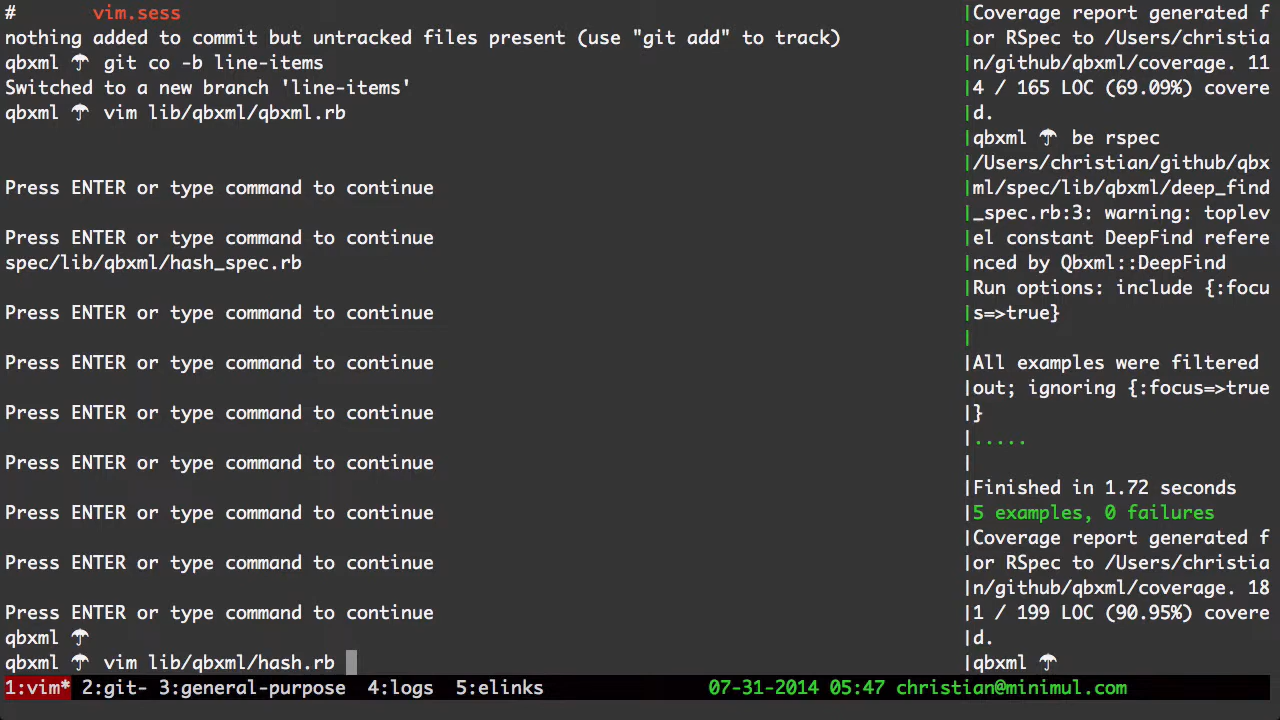 #       vim.sess
nothing added to commit but untracked files present (use "git add" to track)
qbxml ☂ git co -b line-items
Switched to a new branch 'line-items'
qbxml ☂ vim lib/qbxml/qbxml.rb
Press ENTER or type command to continue
Press ENTER or type command to continue
spec/lib/qbxml/hash_spec.rb
Press ENTER or type command to continue
Press ENTER or type command to continue
Press ENTER or type command to continue
Press ENTER or type command to continue
Press ENTER or type command to continue
Press ENTER or type command to continue
Press ENTER or type command to continue
qbxml ☂
qbxml ☂ vim lib/qbxml/hash.rb
|Coverage report generated f
|or RSpec to /Users/christia
|n/github/qbxml/coverage. 11
|4 / 165 LOC (69.09%) covere
|d.
|qbxml ☂ be rspec
|/Users/christian/github/qbx
|ml/spec/lib/qbxml/deep_find
|_spec.rb:3: warning: toplev
|el constant DeepFind refere
|nced by Qbxml::DeepFind
|Run options: include {:focu
|s=>true}
|
|All examples were filtered
|out; ignoring {:focus=>true
|}
|.....
|
|Finished in 1.72 seconds
|5 examples, 0 failures
|Coverage report generated f
|or RSpec to /Users/christia
|n/github/qbxml/coverage. 18
|1 / 199 LOC (90.95%) covere
|d.
|qbxml ☂
1:vim* 2:git- 3:general-purpose  4:logs  5:elinks 07-31-2014 05:47 christian@minimul.com